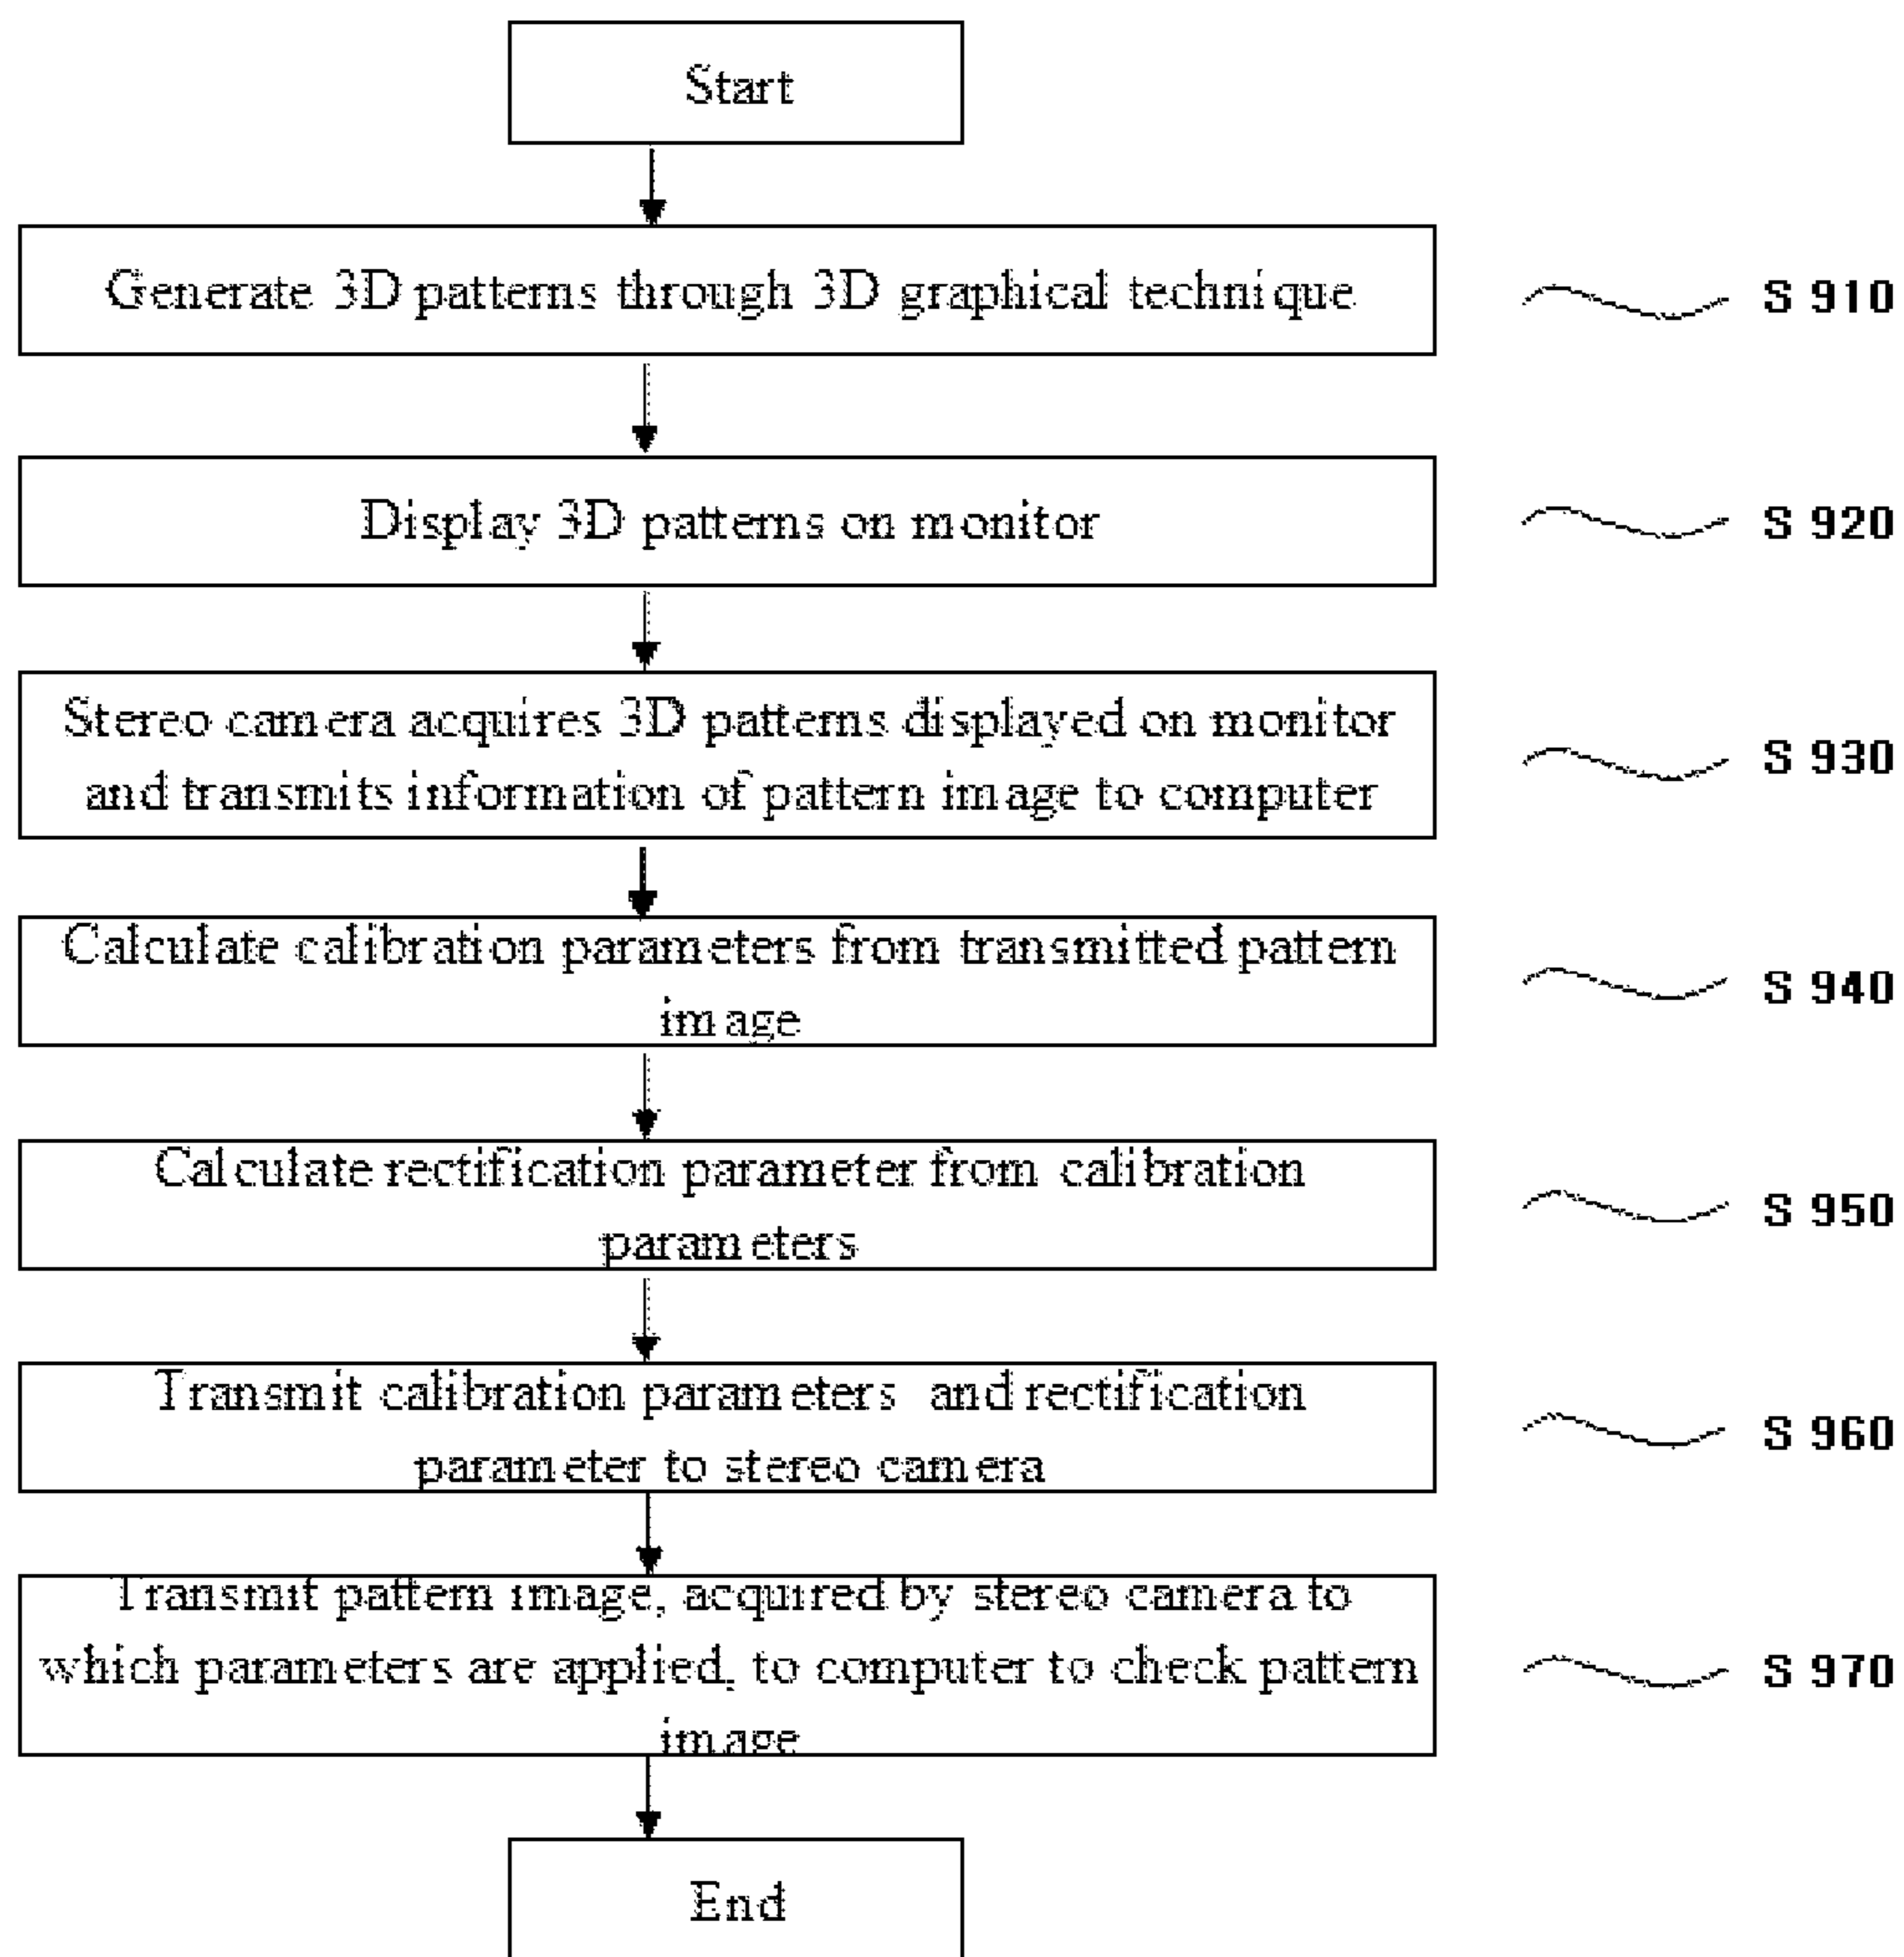 Start
Generate 3D patterns through 3D graphical technique
S 910
Display 3D patterns on monitor
S 920
Stereo camera acquires 3D patterns displayed on monitor
and transmits information of pattern image to computer
S 930
Calculate calibration parameters from transmitted pattern
image
S 940
Calculate rectification parameter from calibration
parameters
S 950
Transmit calibration parameters and rectification
parameter to stereo camera
S 960
Transmit pattern image, acquired by stereo camera to
which parameters are applied, to computer to check pattern
image
S 970
End